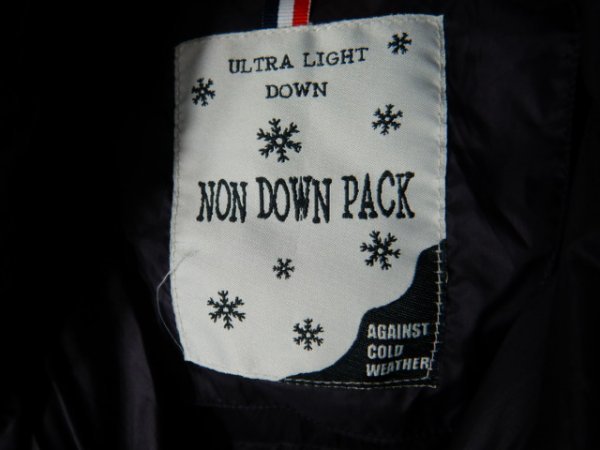 ULTRA LIGHT
DOWN
NON DOWN PACK
AGAINST
COLD
WEATHER